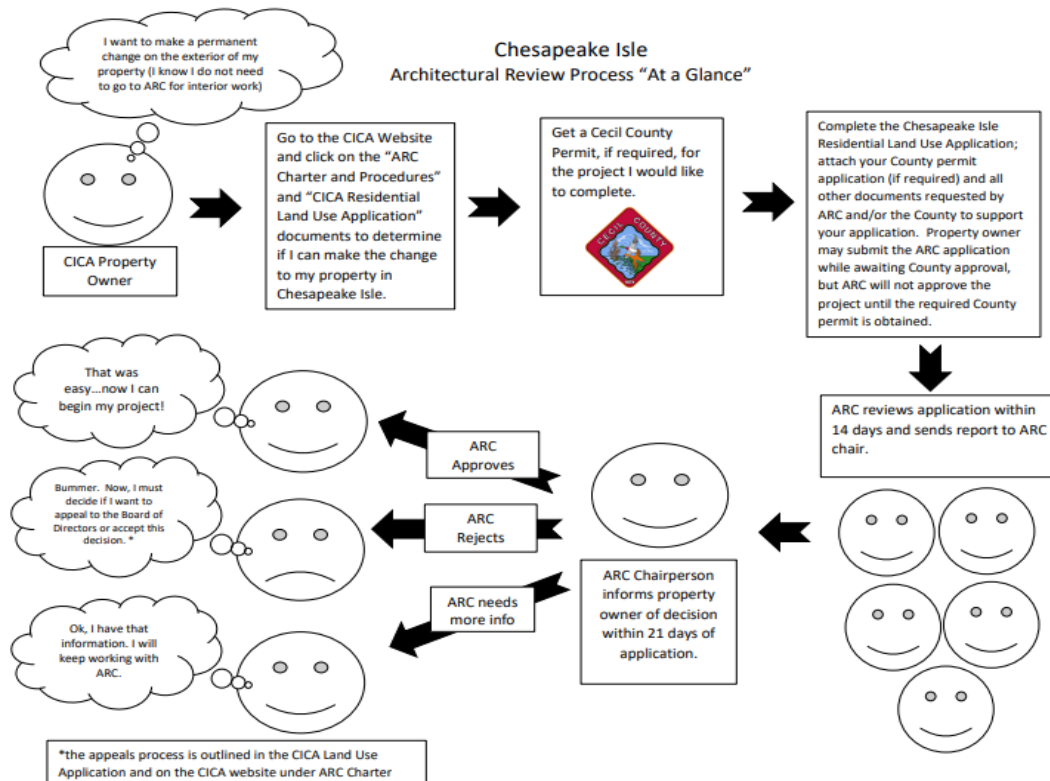 Chesapeake Isle
Architectural Review Process “At a Glance”
I want to make a permanent
change on the exterior of my
property (I know I do not need
to go to ARC for interior work)
CICA Property
Owner
Go to the CICA Website
and click on the “ARC
Charter and Procedures”
and “CICA Residential
Land Use Application”
documents to determine
if I can make the change
to my property in
Chesapeake Isle.
Get a Cecil County
Permit, if required, for
the project I would like
to complete.
CECIL COUNTY
Complete the Chesapeake Isle
Residential Land Use Application;
attach your County permit
application (if required) and all
other documents requested by
ARC and/or the County to support
your application. Property owner
may submit the ARC application
while awaiting County approval,
but ARC will not approve the
project until the required County
permit is obtained.
ARC reviews application within
14 days and sends report to ARC
chair.
ARC Chairperson
informs property
owner of decision
within 21 days of
application.
ARC
Approves
That was
easy...now I can
begin my project!
ARC
Rejects
Bummer. Now, I must
decide if I want to
appeal to the Board of
Directors or accept this
decision. *
ARC needs
more info
Ok, I have that
information. I will
keep working with
ARC.
*the appeals process is outlined in the CICA Land Use
Application and on the CICA website under ARC Charter